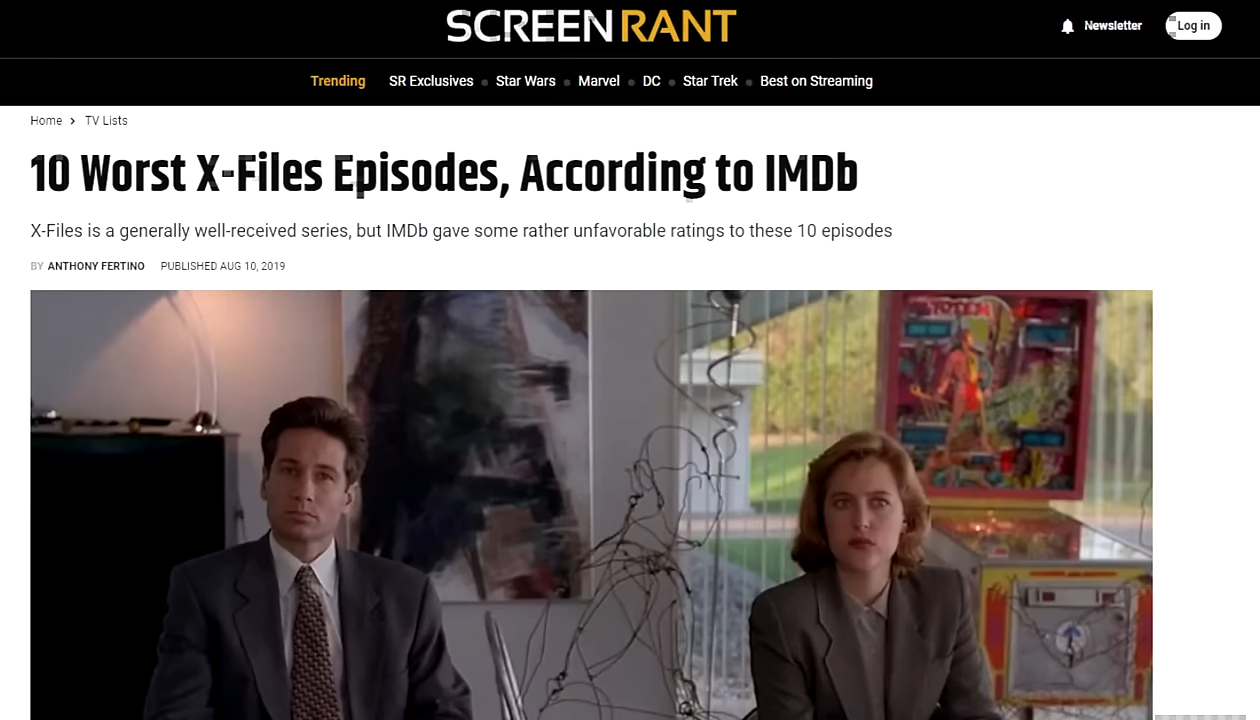 SCREENRANT
Newsletter
Log in
Trending SR Exclusives Star Wars Marvel DC Star Trek Best on Streaming
Home > TV Lists
10 Worst X-Files Episodes, According to IMDb
X-Files is a generally well-received series, but IMDb gave some rather unfavorable ratings to these 10 episodes
BY ANTHONY FERTINO PUBLISHED AUG 10, 2019